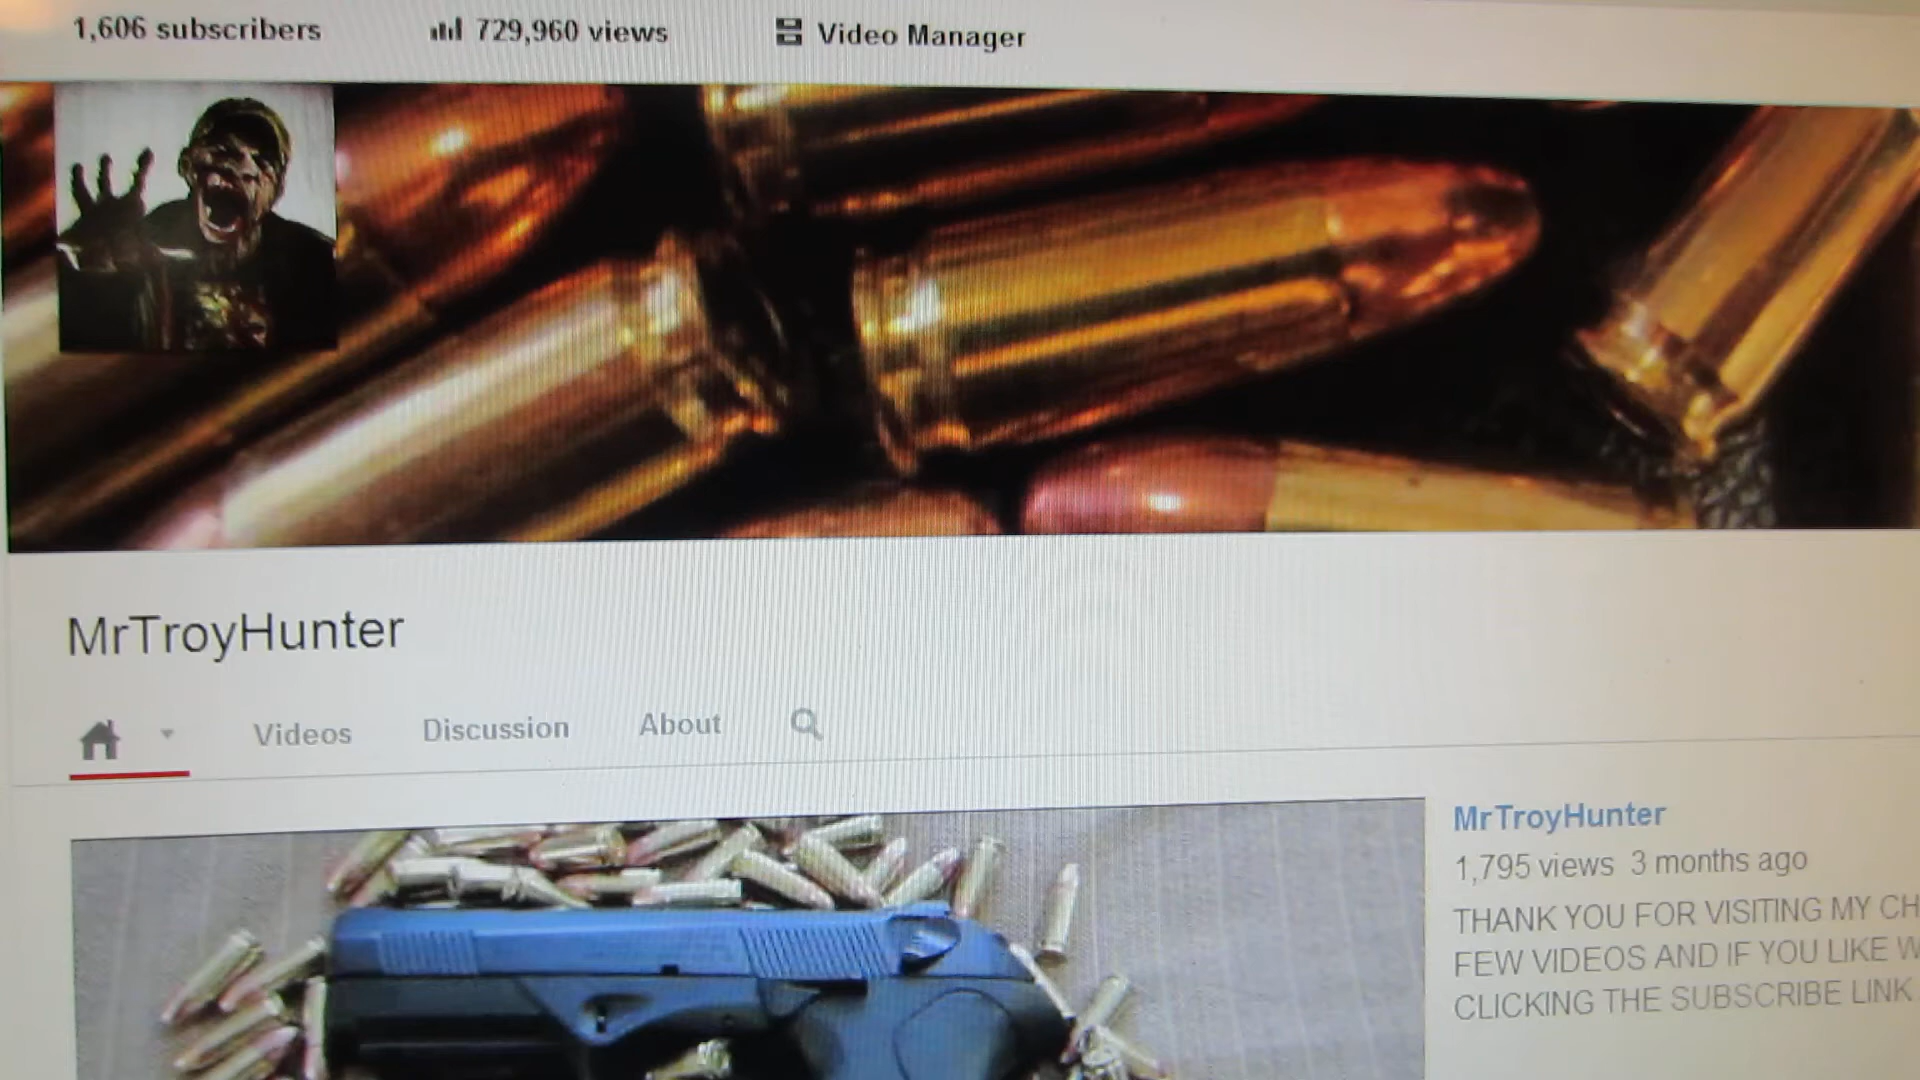 1,606 subscribers 729,960 views Video Manager
MrTroyHunter
Videos Discussion About
MrTroyHunter
1,795 views 3 months ago
THANK YOU FOR VISITING MY CH
FEW VIDEOS AND IF YOU LIKE W
CLICKING THE SUBSCRIBE LINK